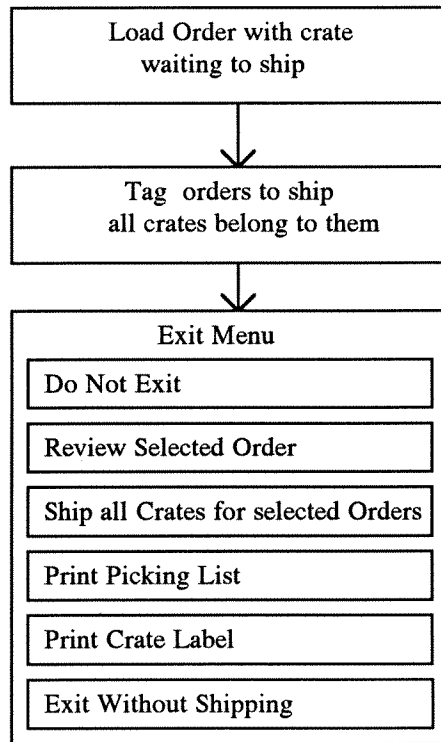 Load Order with crate
waiting to ship
Tag orders to ship
all crates belong to them
Exit Menu
Do Not Exit
Review Selected Order
Ship all Crates for selected Orders
Print Picking List
Print Crate Label
Exit Without Shipping